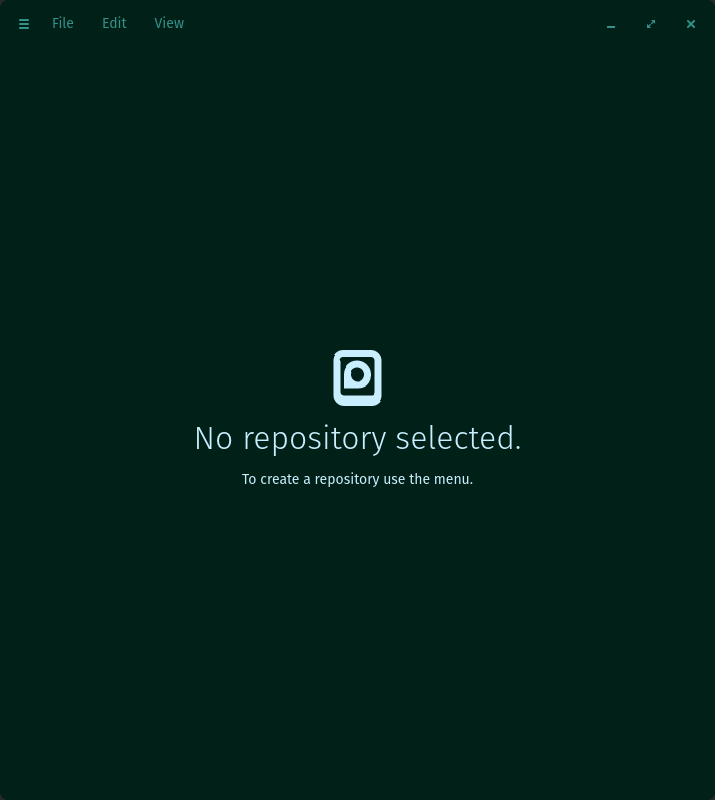 File Edit View
No repository selected.
To create a repository use the menu.